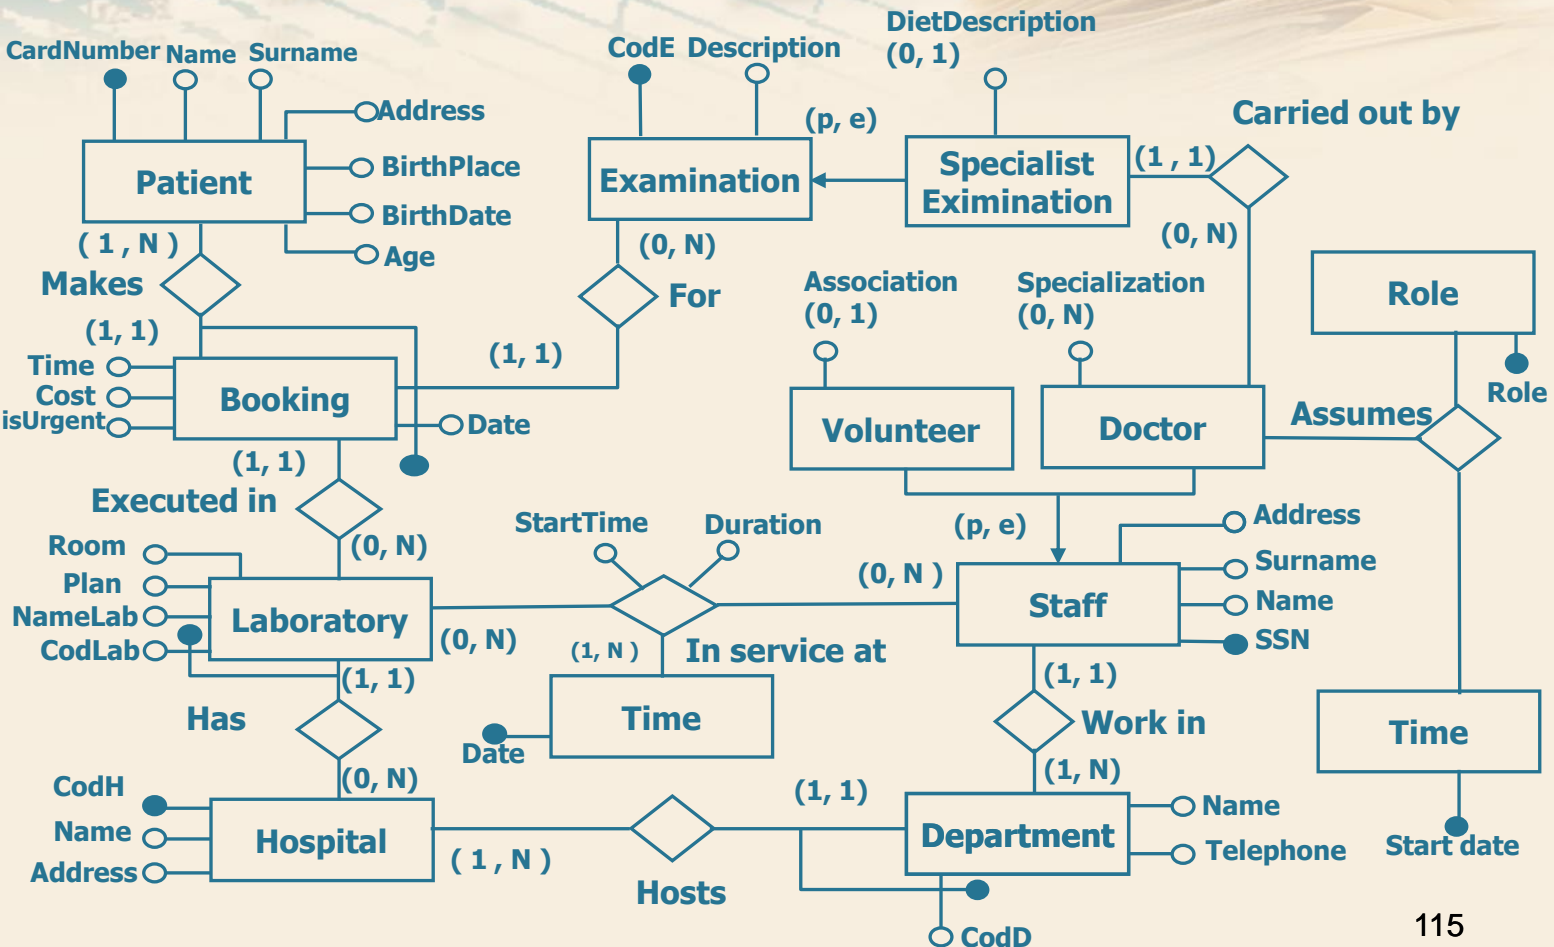 DietDescription
(0, 1)
CardNumber Name Surname
CodE Description
Address
(p, e)
Carried out by
Patient
BirthPlace
Examination
Specialist
Eximination
(1 , 1)
BirthDate
( 1 , N )
Age
(0, N)
(0, N)
Makes
For
Association
(0, 1)
Specialization
(0, N)
Role
(1, 1)
(1, 1)
Time
Cost
isUrgent
Booking
Date
Volunteer
Doctor
Assumes
Role
(1, 1)
Executed in
(0, N)
StartTime
Duration
(p, e)
Address
Surname
Name
SSN
Room
Plan
NameLab
CodLab
Laboratory
(0, N)
(0, N )
Staff
(1, N )
In service at
(1, 1)
(1, 1)
Has
Time
Date
Work in
Time
(0, N)
(1, N)
CodH
Name
Address
Hospital
( 1 , N )
Hosts
(1, 1)
Department
Name
Telephone
Start date
CodD
115